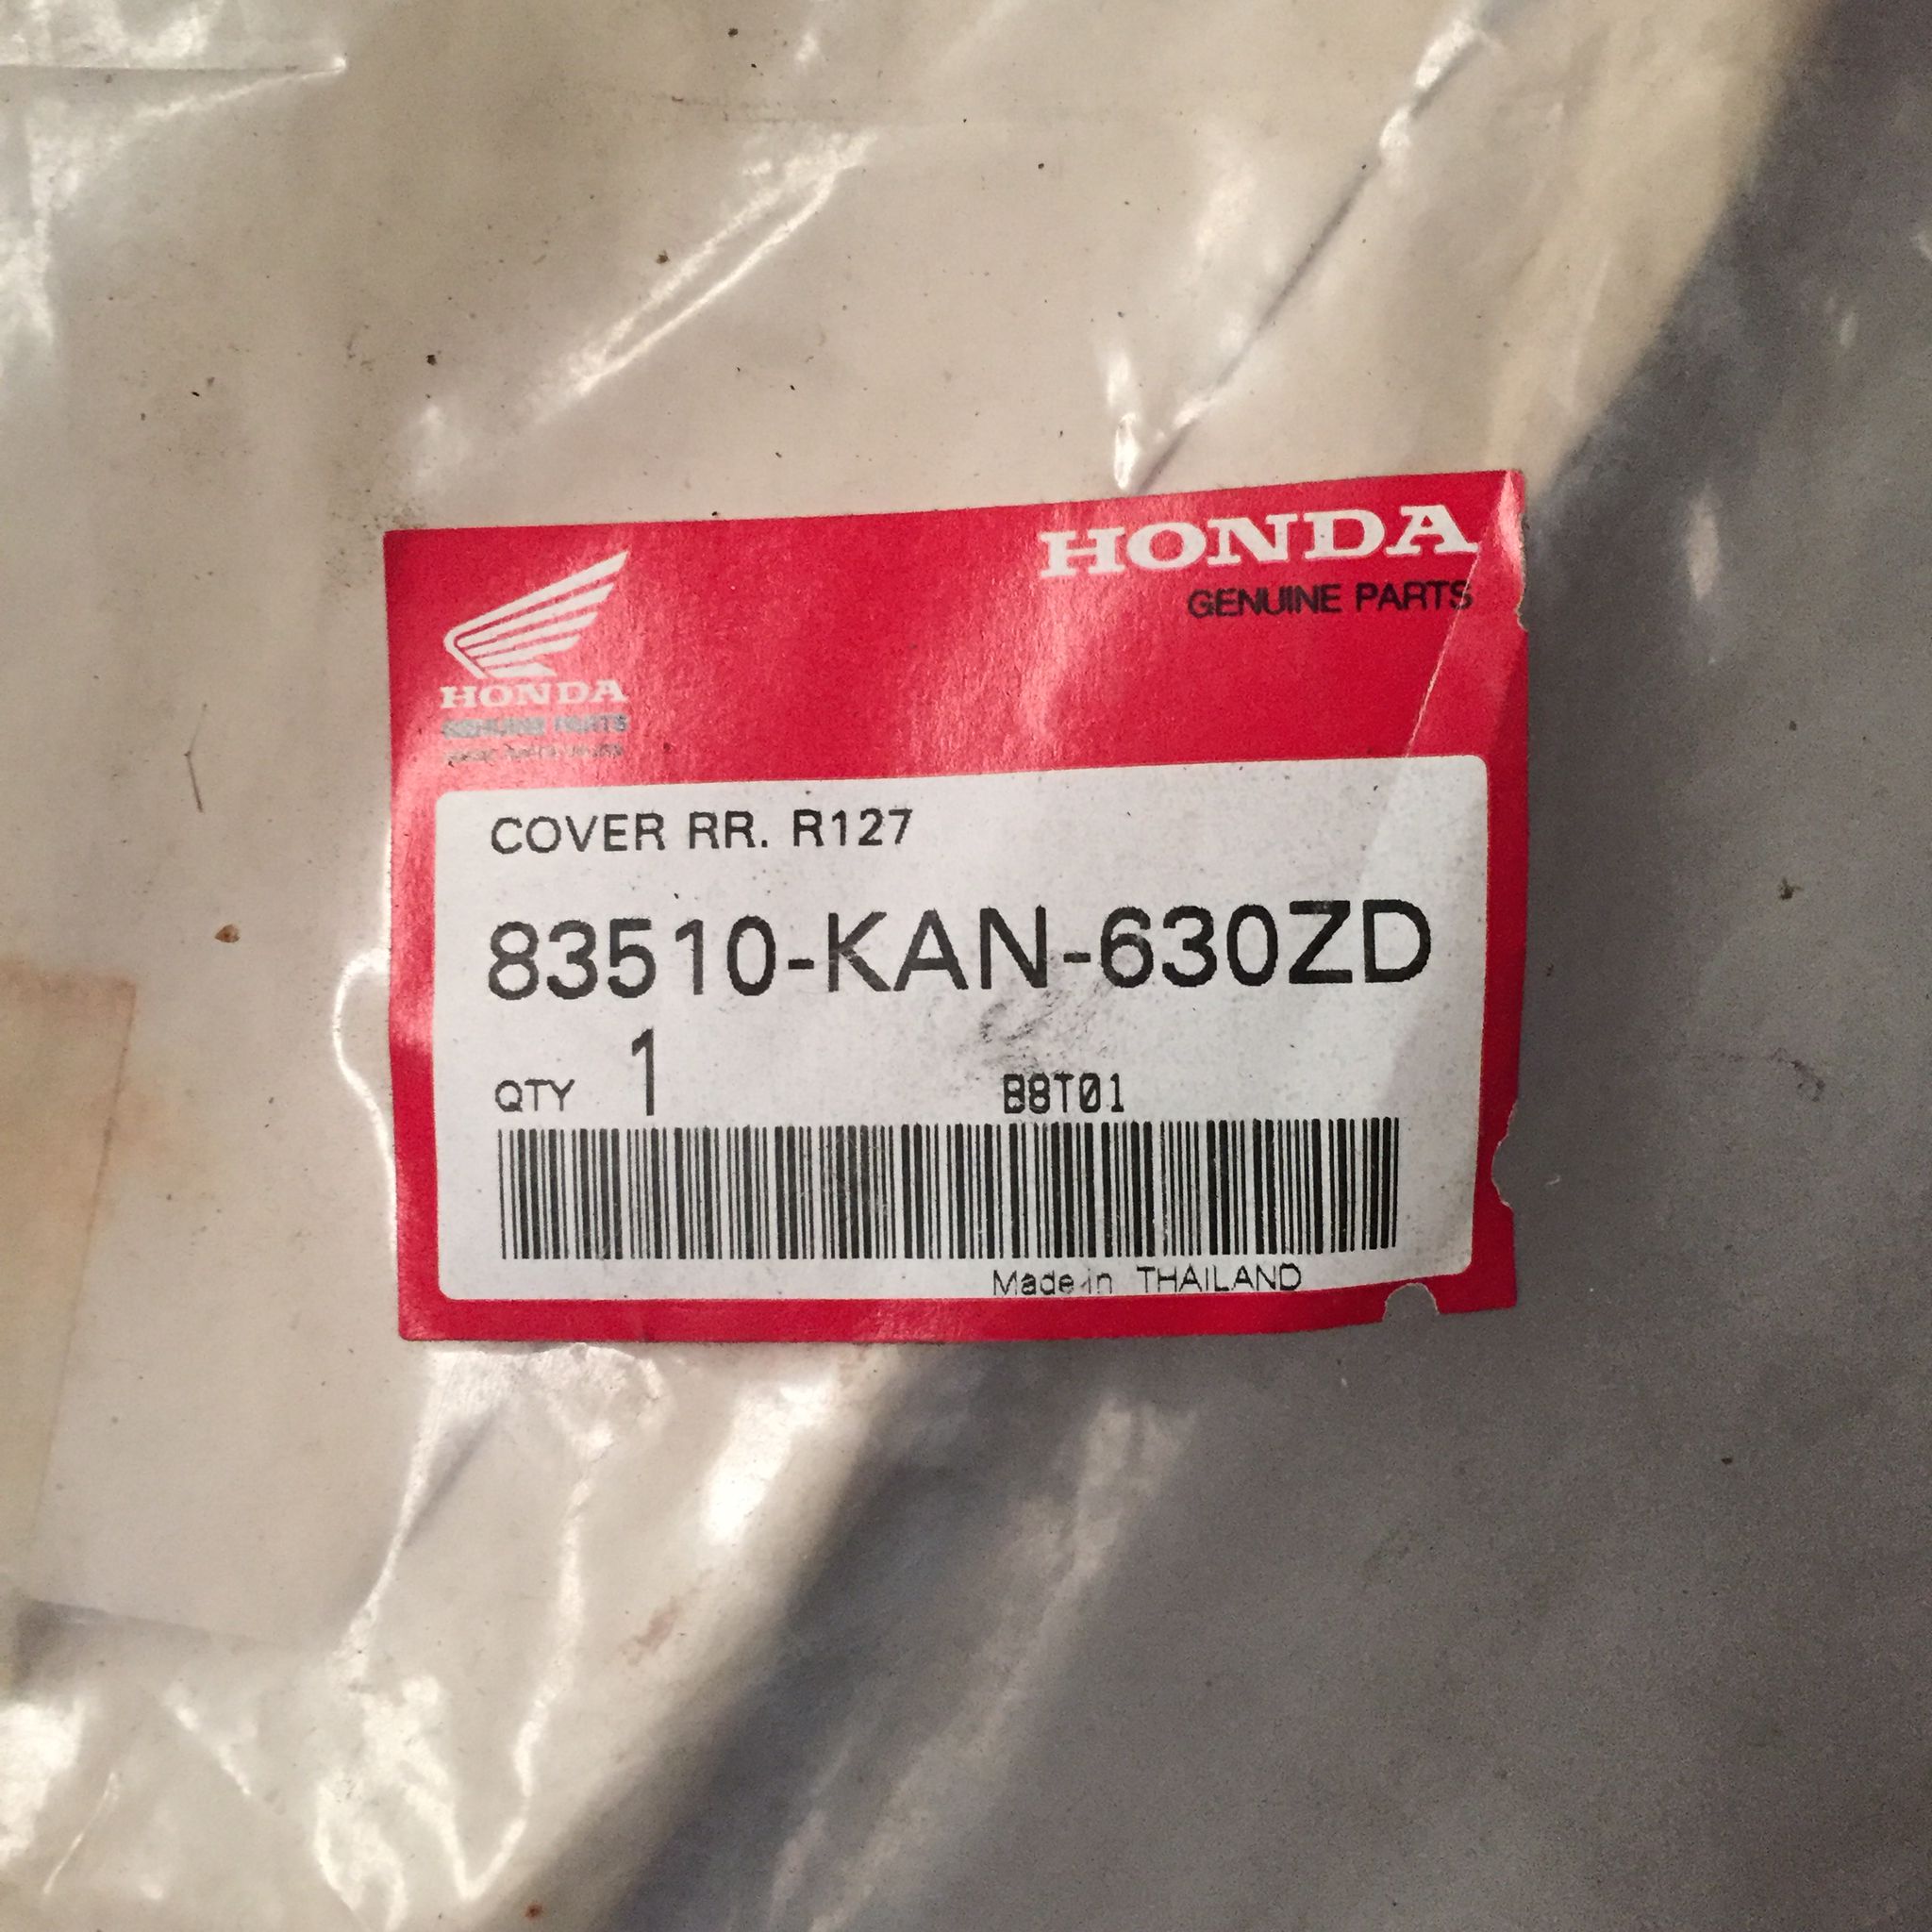 HONDA
GENUINE PARTS
HONDA
GENUINE PARTS
COVER RR. R127
83510-KAN-630ZD
QTY 1 B8T01
Made in THAILAND